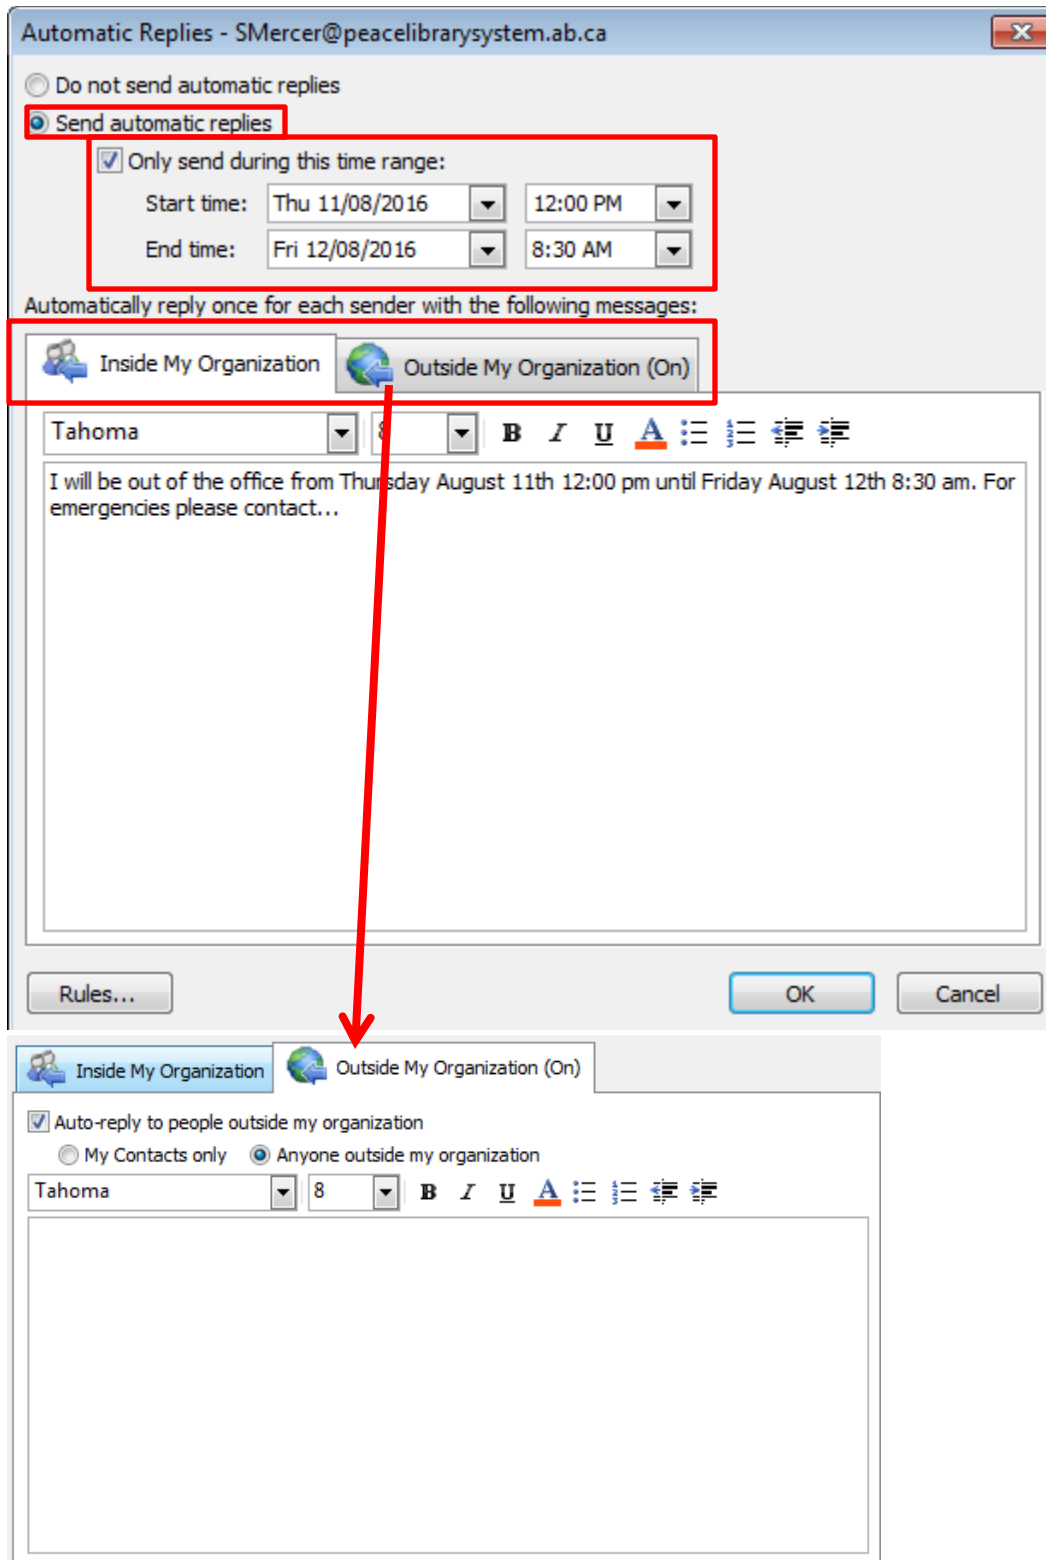 Automatic Replies - SMercer@peacelibrarysystem.ab.ca
Do not send automatic replies
Send automatic replies
Only send during this time range:
Start time: Thu 11/08/2016 12:00 PM
End time: Fri 12/08/2016 8:30 AM
Automatically reply once for each sender with the following messages:
Inside My Organization Outside My Organization (On)
Tahoma 8 B I U A
I will be out of the office from Thursday August 11th 12:00 pm until Friday August 12th 8:30 am. For
emergencies please contact...
Rules... OK Cancel
Inside My Organization Outside My Organization (On)
Auto-reply to people outside my organization
My Contacts only Anyone outside my organization
Tahoma 8 B I U A